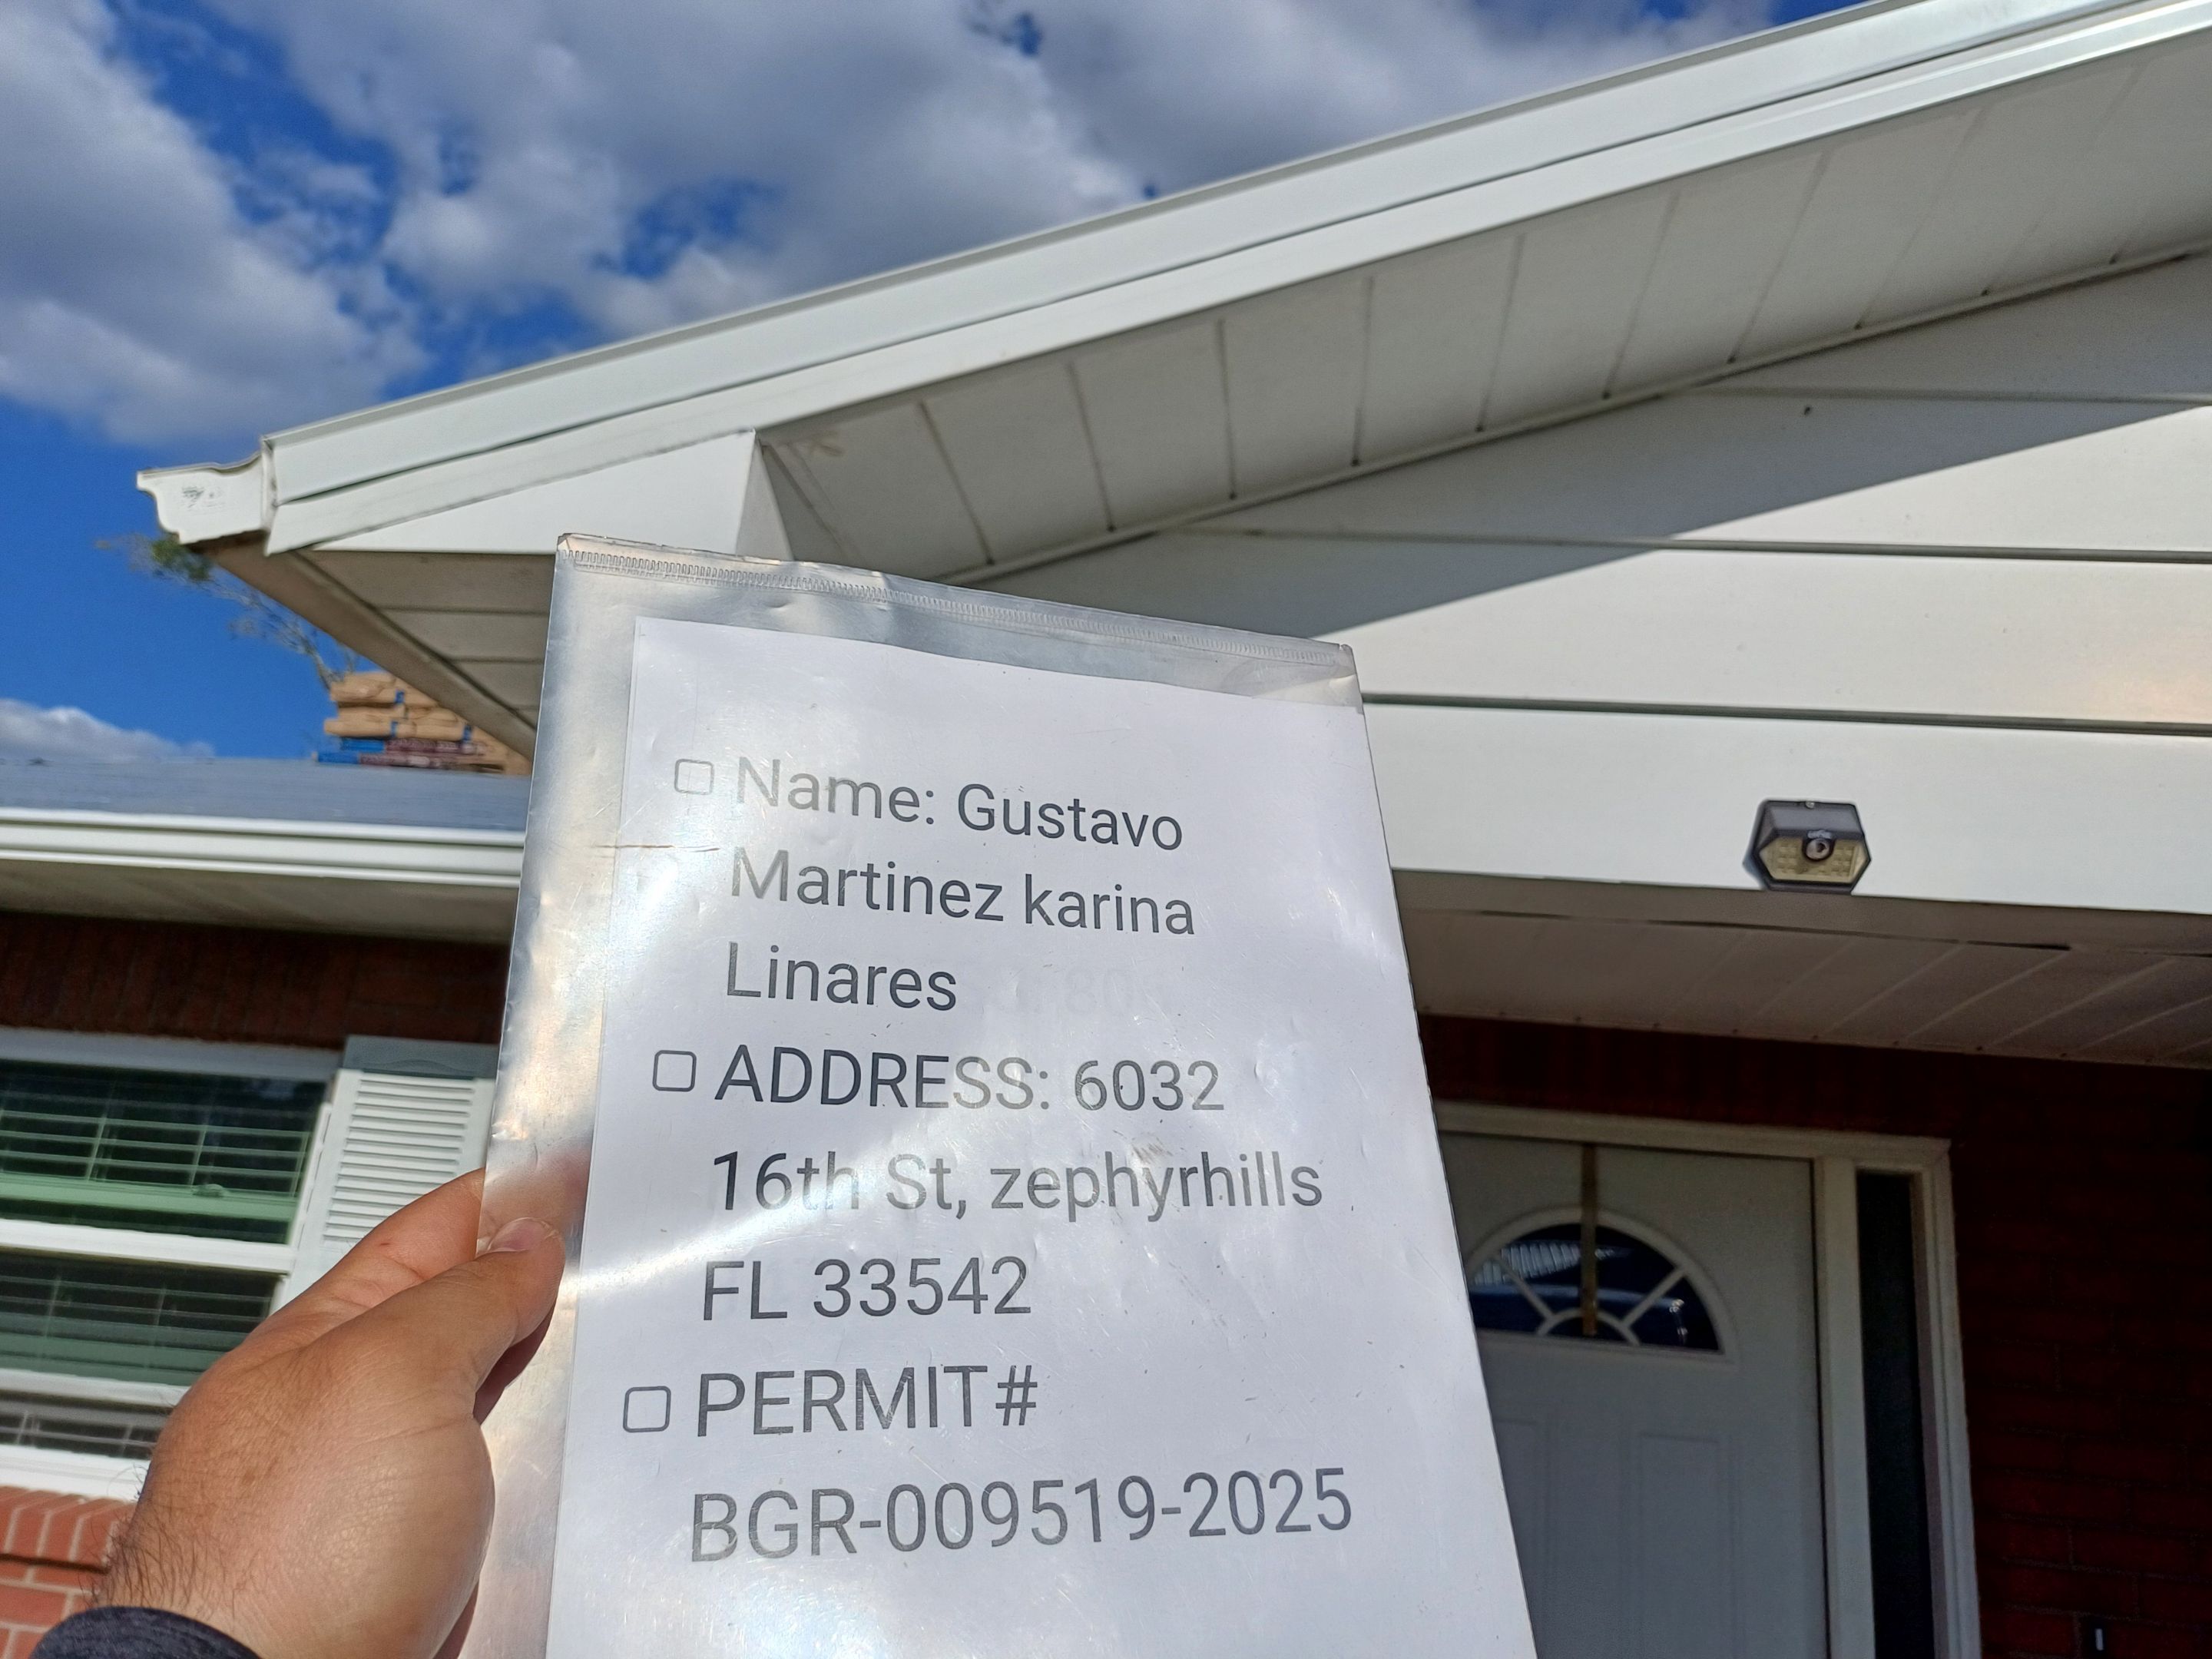 Name: Gustavo
Martinez karina
Linares
ADDRESS: 6032
16th St, zephyrhills
FL 33542
PERMIT#
BGR-009519-2025